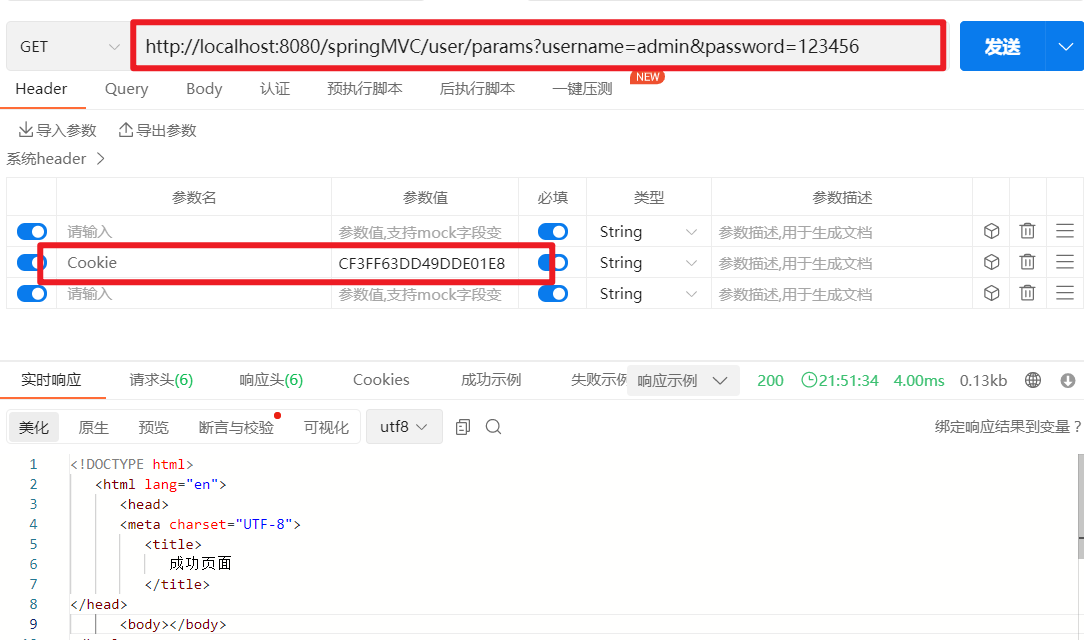 GET http://localhost:8080/springMVC/user/params?username=admin&password=123456 发送
Header Query Body 认证 预执行脚本 后执行脚本 一键压测 NEW
导入参数 导出参数
系统header
参数名 参数值 必填 类型 参数描述
请输入 参数值,支持mock字段变 String 参数描述,用于生成文档
Cookie CF3FF63DD49DDE01E8 String 参数描述,用于生成文档
请输入 参数值,支持mock字段变 String 参数描述,用于生成文档
实时响应 请求头(6) 响应头(6) Cookies 成功示例 失败示例 响应示例 200 21:51:34 4.00ms 0.13kb
美化 原生 预览 断言与校验 可视化 utf8 绑定响应结果到变量？
1 <!DOCTYPE html>
2 <html lang="en">
3 <head>
4 <meta charset="UTF-8">
5 <title>
6 成功页面
7 </title>
8 </head>
9 <body></body>